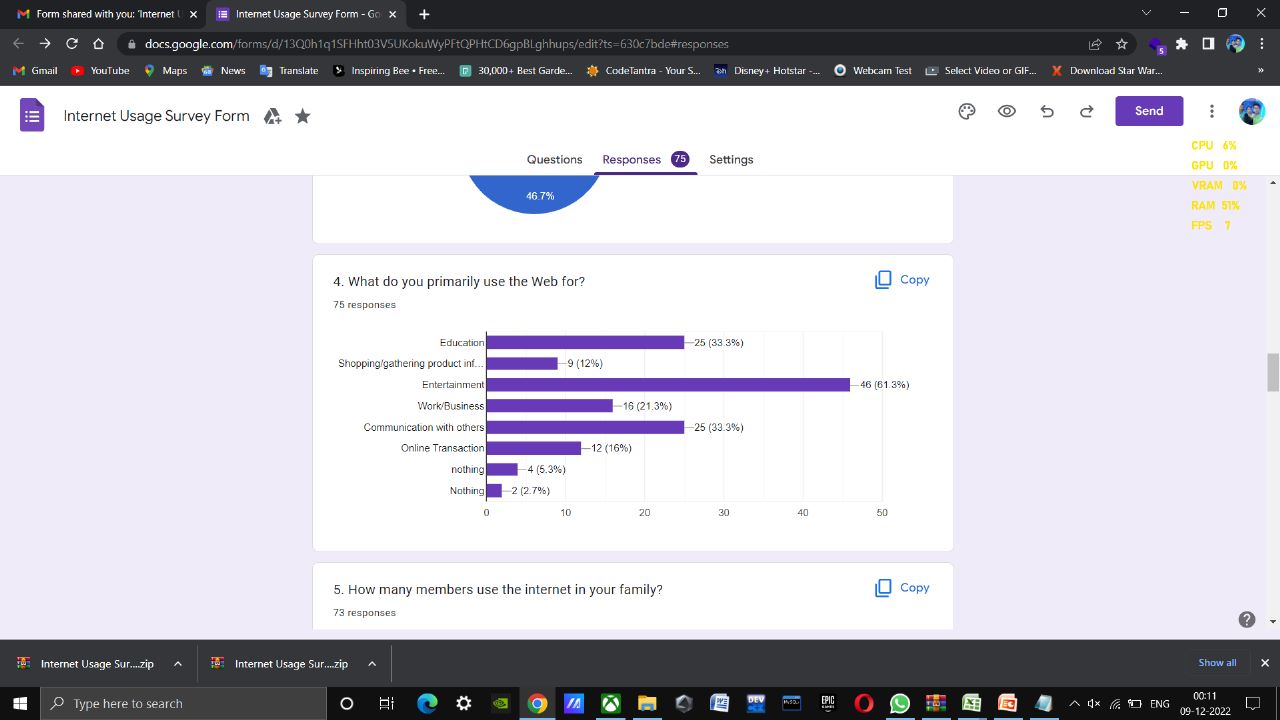 Form shared with you: 'Internet U
Internet Usage Survey Form - Go
docs.google.com/forms/d/13Q0h1q1SFHht03V5UKokuWyPFtQPHtCD6gpBLghhups/edit?ts=630c7bde#responses
5
Gmail YouTube Maps News Translate Inspiring Bee • Free... 30,000+ Best Garde... CodeTantra - Your S... Disney+ Hotstar -... Webcam Test Select Video or GIF... Download Star War... »
Internet Usage Survey Form
Send
Questions Responses 75 Settings
CPU 6%
GPU 0%
VRAM 8%
RAM 51%
FPS 7
46.7%
4. What do you primarily use the Web for?
Copy
75 responses
Education 25 (33.3%)
Shopping/gathering product inf... 9 (12%)
Entertainment 46 (61.3%)
Work/Business 16 (21.3%)
Communication with others 25 (33.3%)
Online Transaction 12 (16%)
nothing 4 (5.3%)
Nothing 2 (2.7%)
0 10 20 30 40 50
5. How many members use the internet in your family?
Copy
73 responses
Internet Usage Sur....zip
Internet Usage Sur....zip
Show all
Type here to search
ENG
00:11
09-12-2022